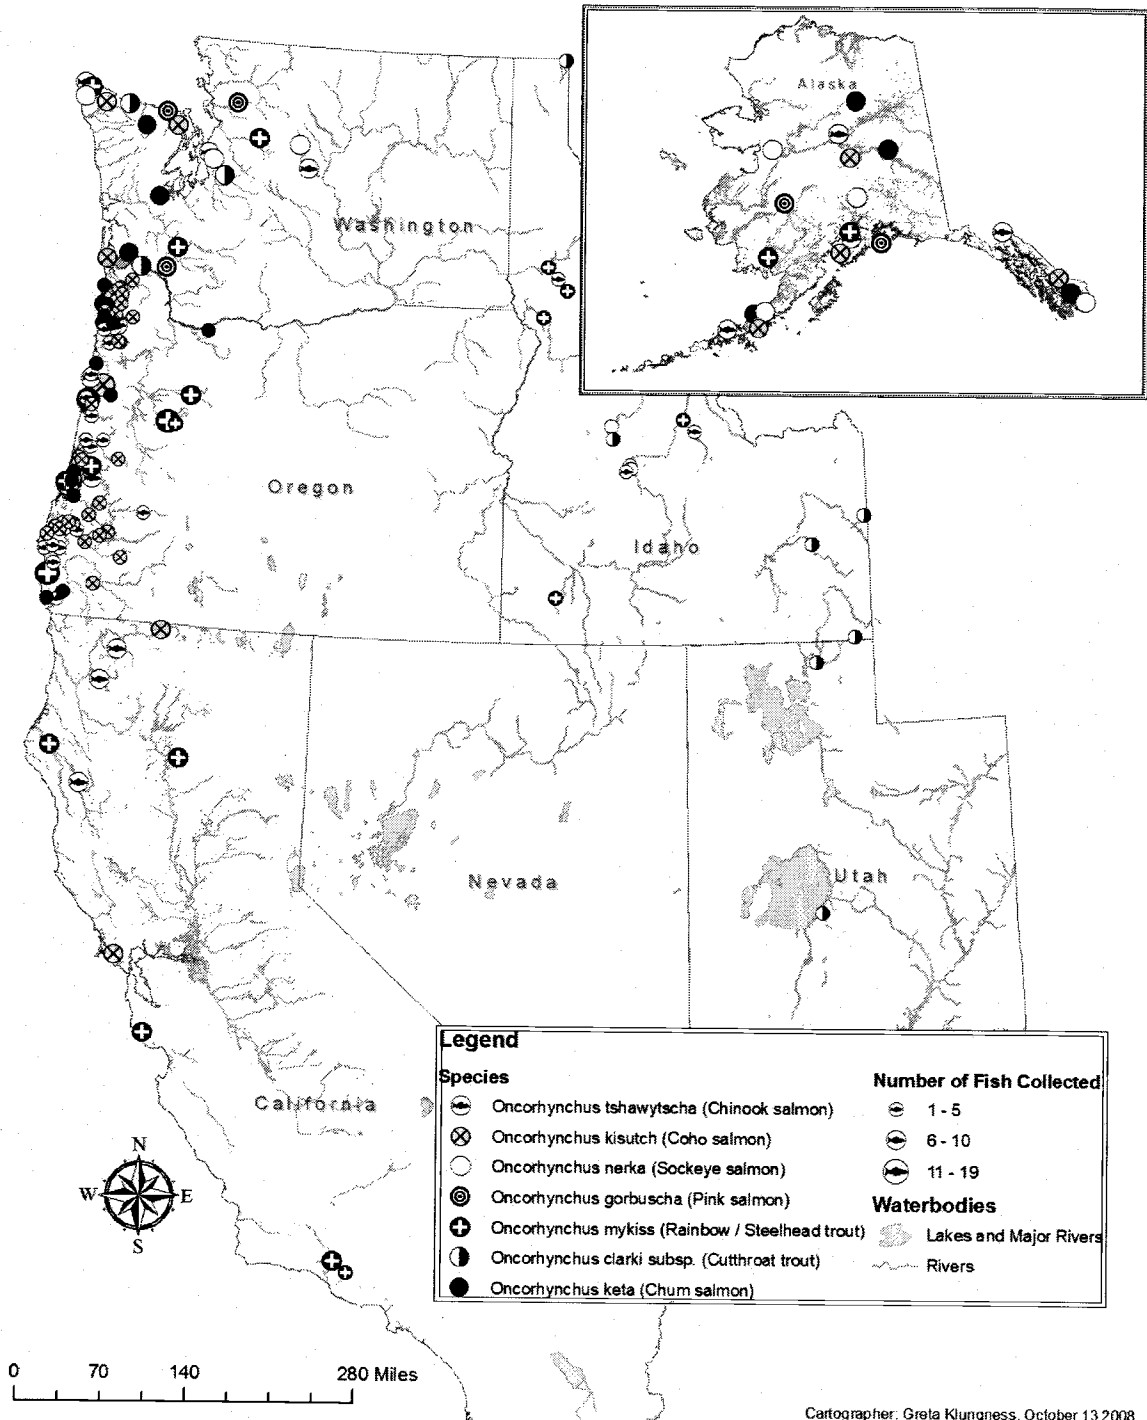 Alaska
Washington
Oregon
Idaho
Nevada
Utah
California
N
W E
S
Legend
Species
Oncorhynchus tshawytscha (Chinook salmon)
Oncorhynchus kisutch (Coho salmon)
Oncorhynchus nerka (Sockeye salmon)
Oncorhynchus gorbuscha (Pink salmon)
Oncorhynchus mykiss (Rainbow / Steelhead trout)
Oncorhynchus clarki subsp. (Cutthroat trout)
Oncorhynchus keta (Chum salmon)
Number of Fish Collected
1 - 5
6 - 10
11 - 19
Waterbodies
Lakes and Major Rivers
Rivers
0 70 140 280 Miles
Cartographer: Greta Klungness, October 13 2008